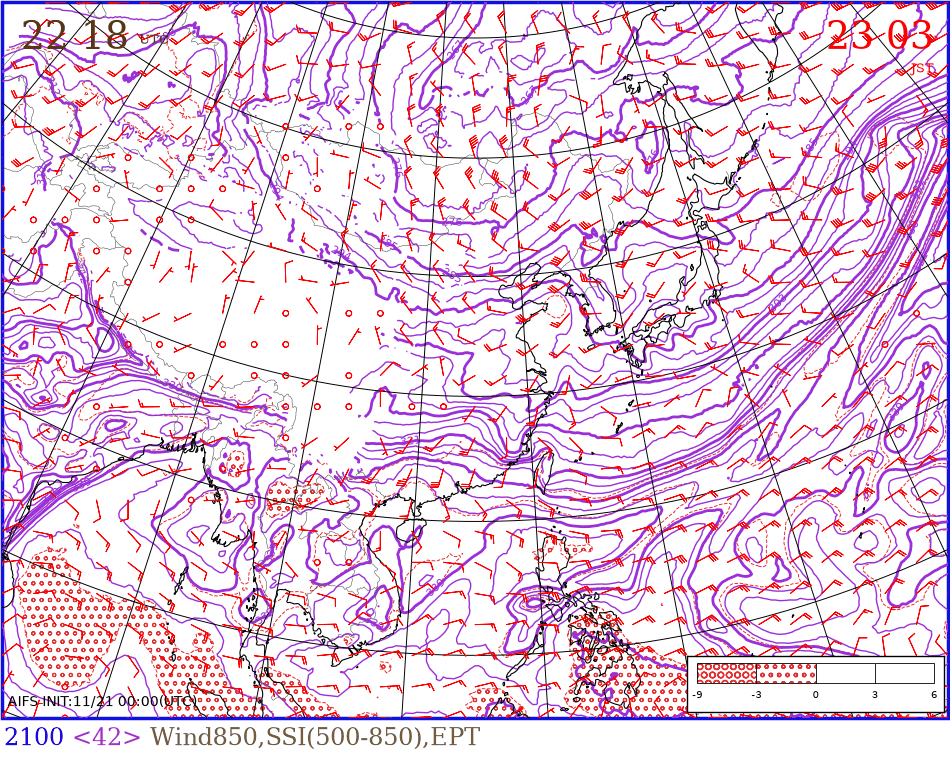 22 18 UTC
23 03
JST
-9 -3 0 3 6
AIFS INIT:11/21 00:00(UTC)
2100 <42> Wind850,SSI(500-850),EPT